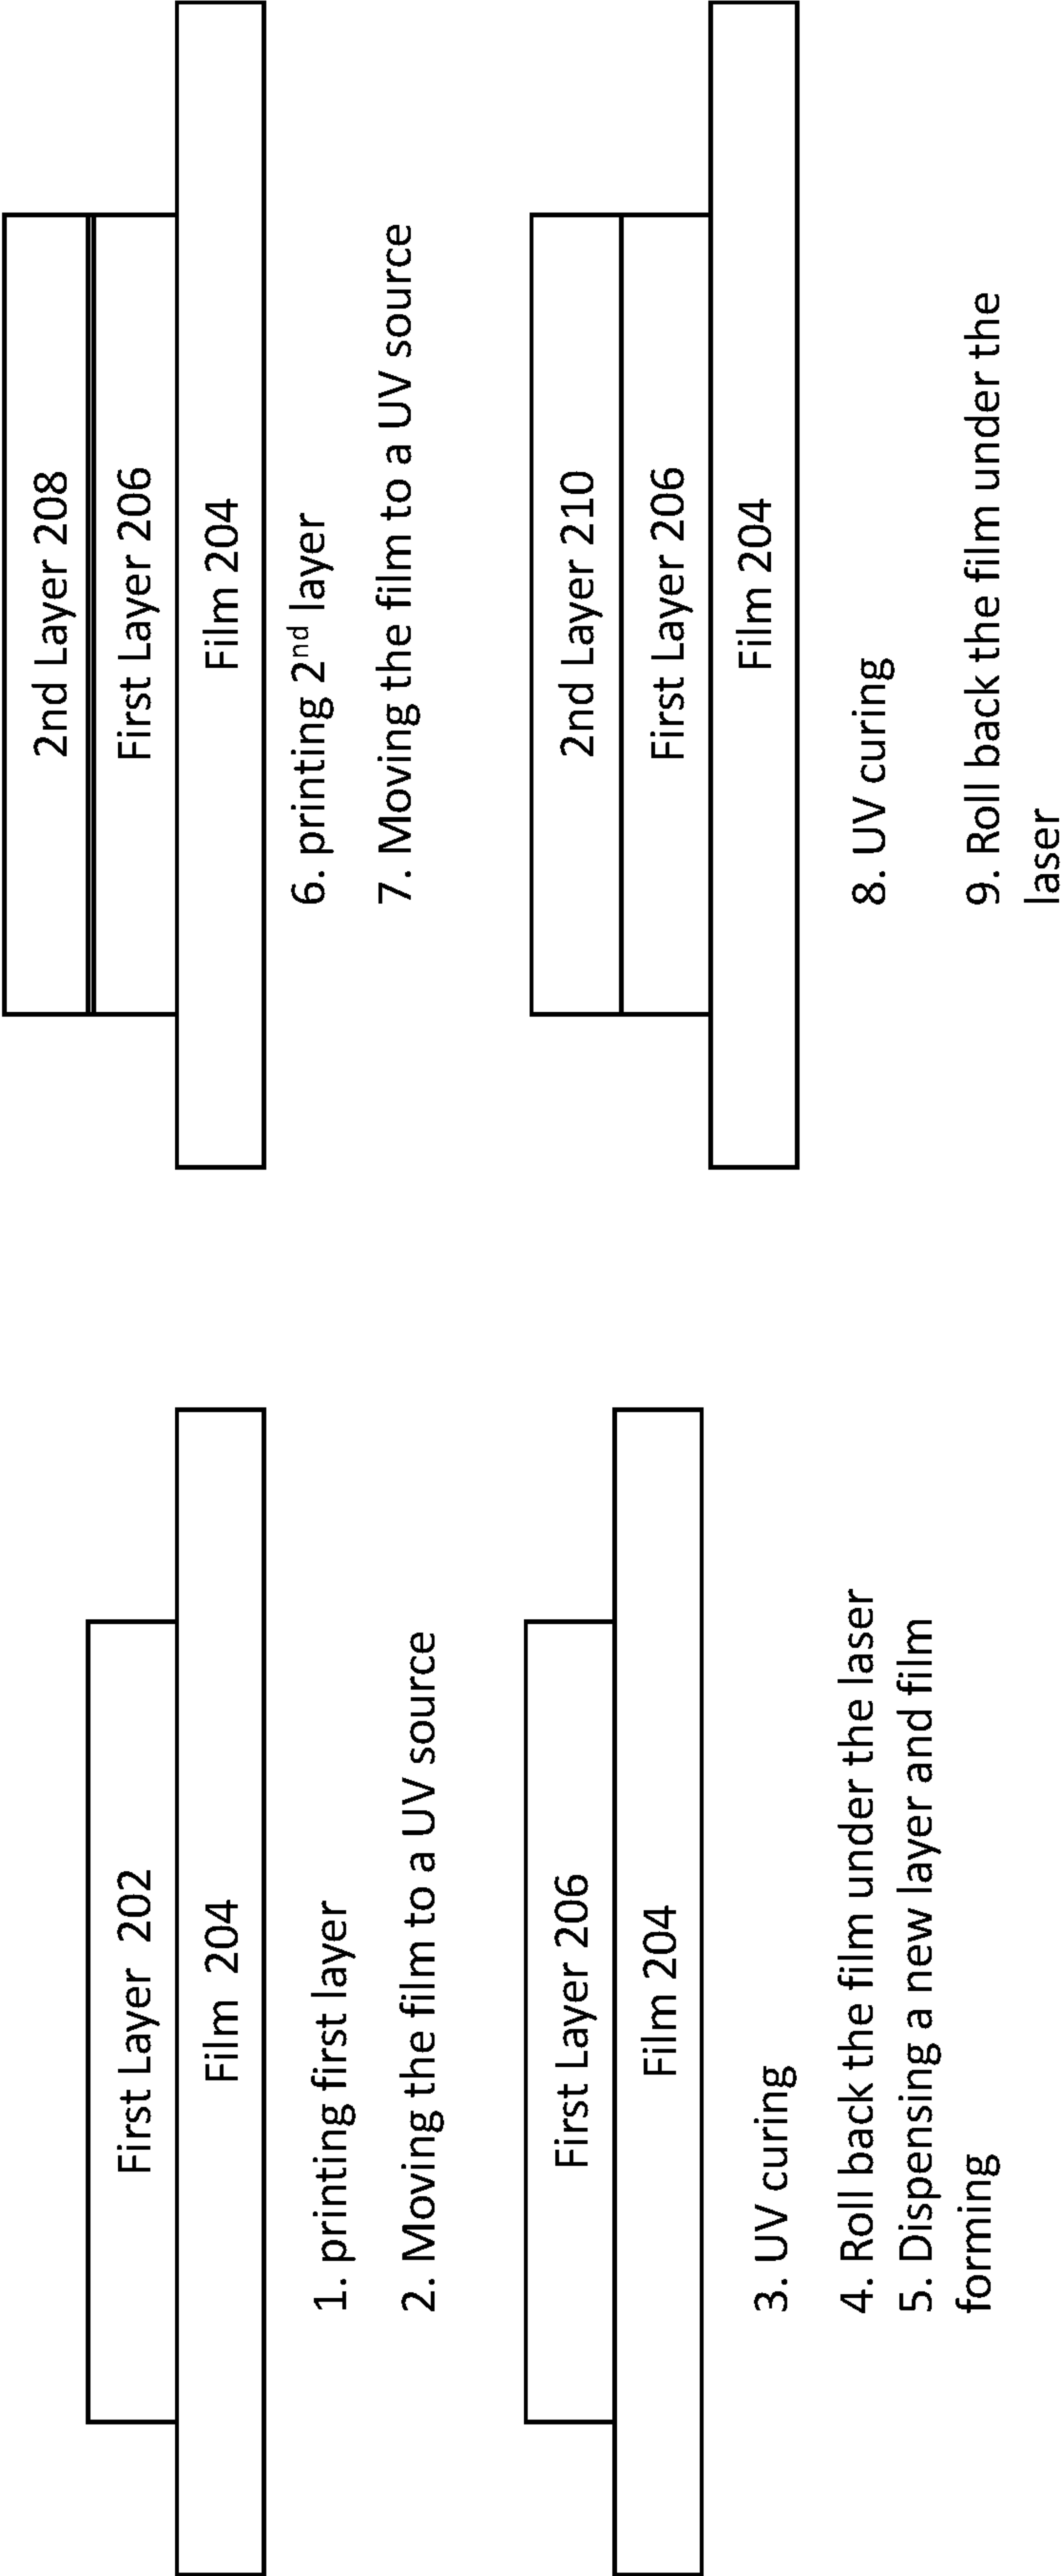 First Layer 202
Film 204
1. printing first layer
2. Moving the film to a UV source
First Layer 206
Film 204
3. UV curing
4. Roll back the film under the laser
5. Dispensing a new layer and film
forming
2nd Layer 208
First Layer 206
Film 204
6. printing 2nd layer
7. Moving the film to a UV source
2nd Layer 210
First Layer 206
Film 204
8. UV curing
9. Roll back the film under the
laser